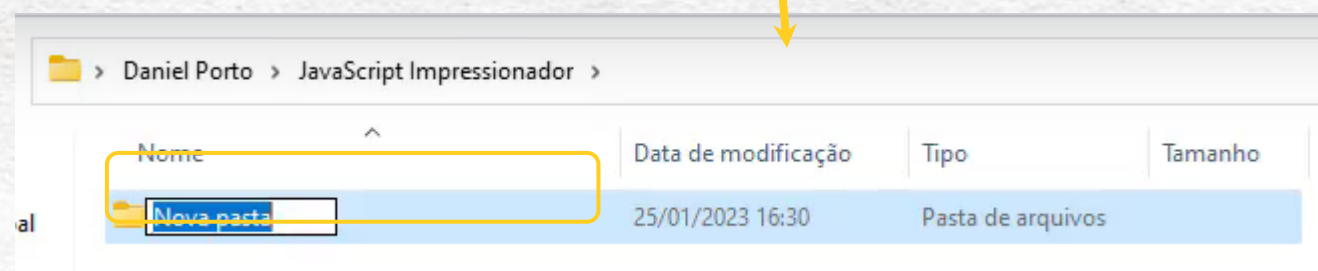 > Daniel Porto > JavaScript Impressionador >
Nome Data de modificação Tipo Tamanho
Nova pasta 25/01/2023 16:30 Pasta de arquivos